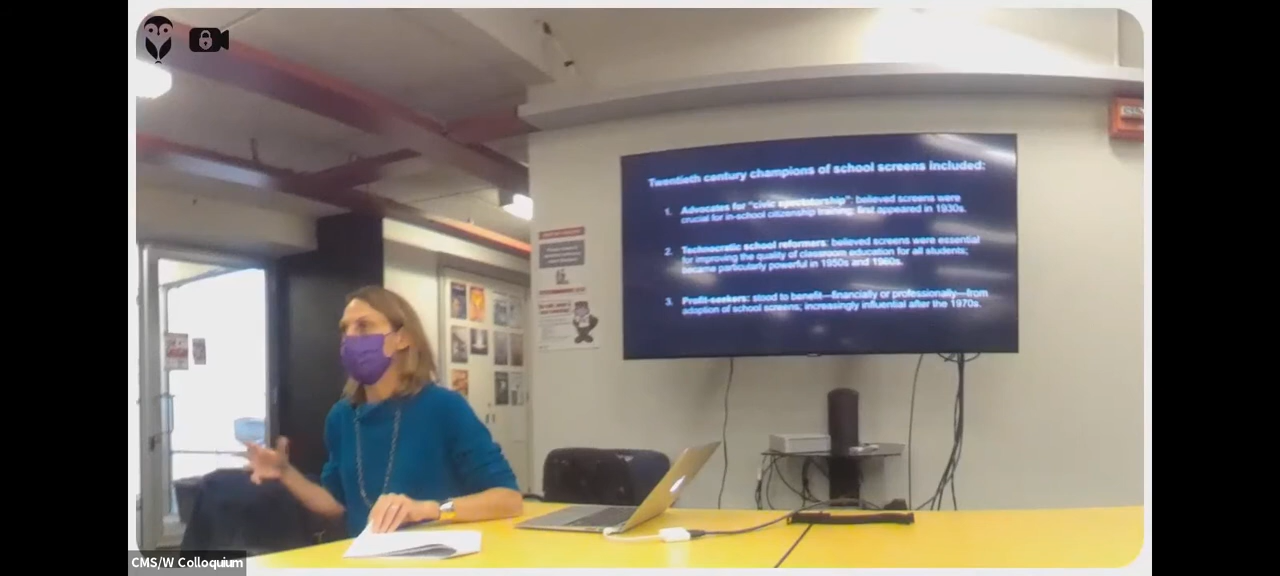 Twentieth century champions of school screens included:
1. Advocates for "civic spectatorship": believed screens were
crucial for in-school citizenship training; first appeared in 1930s.
2. Technocratic school reformers: believed screens were essential
for improving the quality of classroom education for all students;
became particularly powerful in 1950s and 1960s.
3. Profit-seekers: stood to benefit—financially or professionally—from
adoption of school screens; increasingly influential after the 1970s.
CMS/W Colloquium